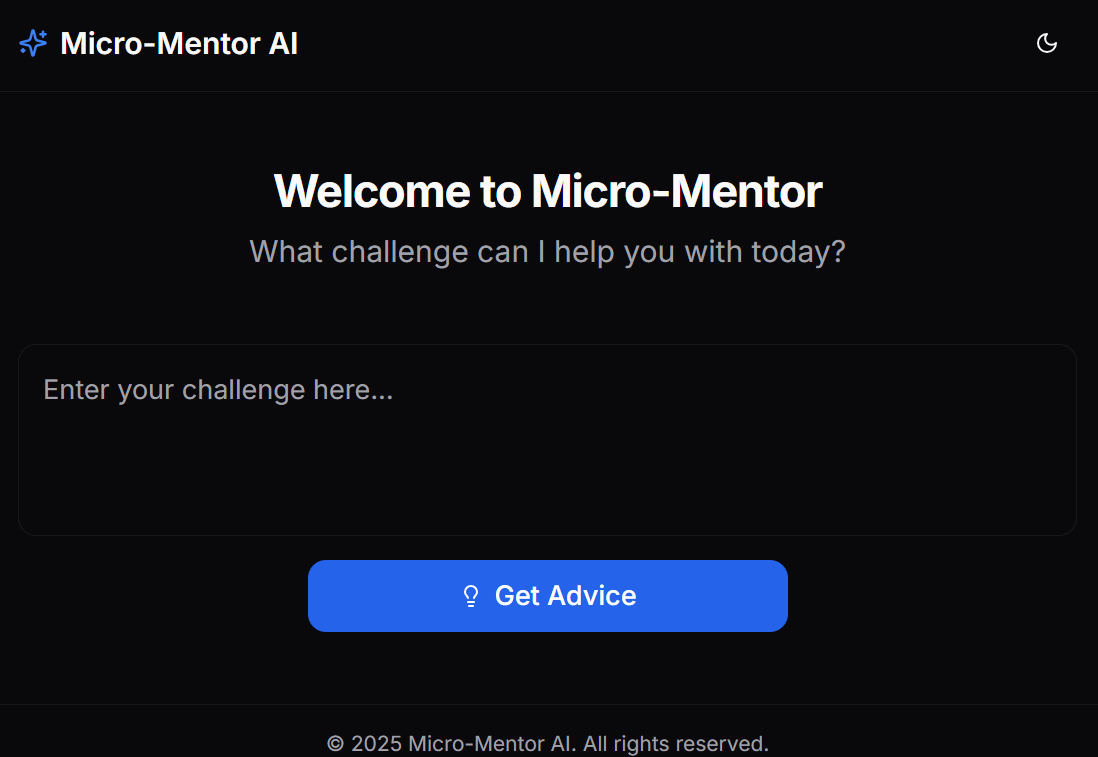 Micro-Mentor AI
Welcome to Micro-Mentor
What challenge can I help you with today?
Enter your challenge here...
Get Advice
© 2025 Micro-Mentor AI. All rights reserved.